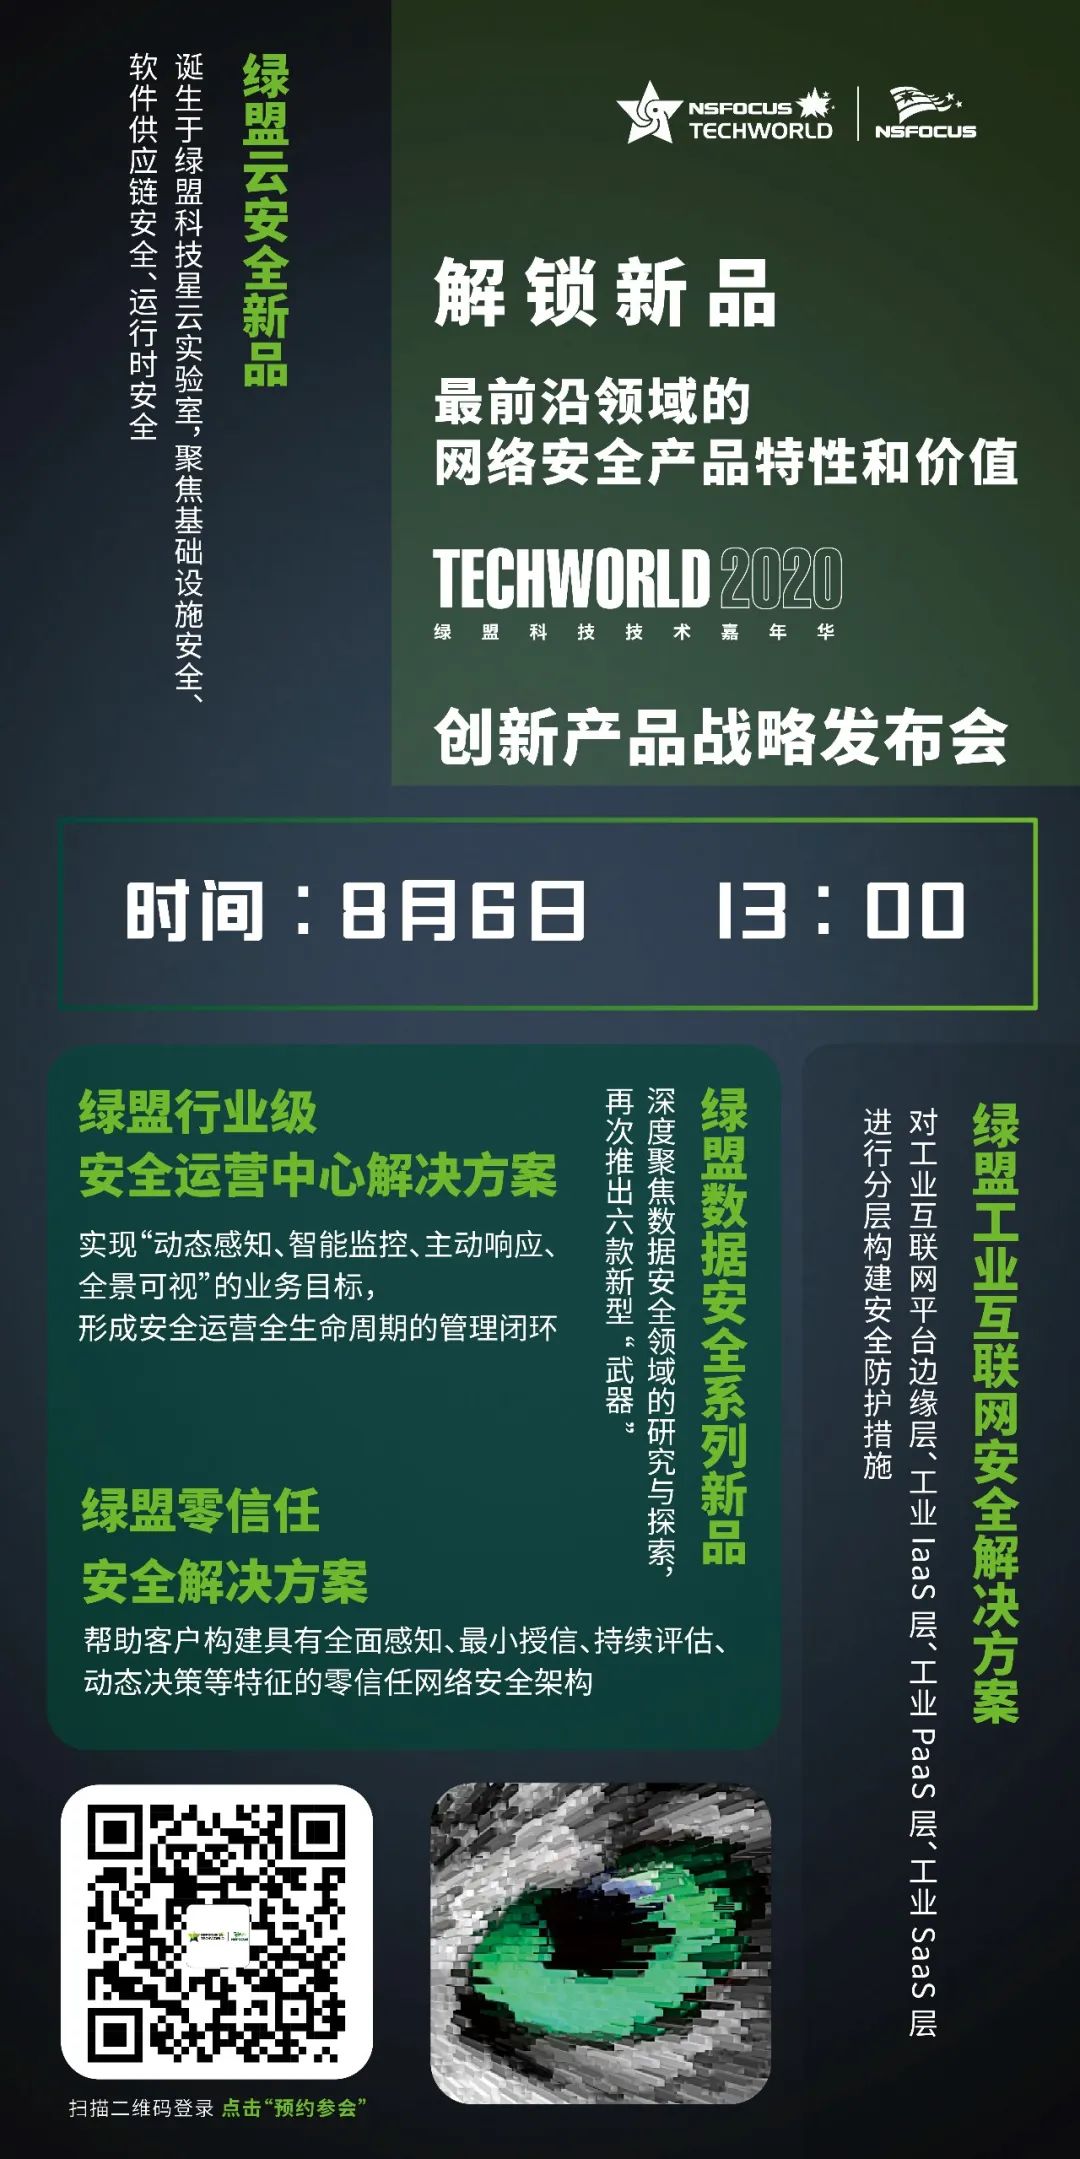 NSFOCUS
TECHWORLD
NSFOCUS
绿盟云安全新品
诞生于绿盟科技星云实验室，聚焦基础设施安全、
软件供应链安全、运行时安全
解锁新品
最前沿领域的
网络安全产品特性和价值
TECHWORLD 2020
绿盟科技技术嘉年华
创新产品战略发布会
时间：8月6日 13：00
绿盟行业级
安全运营中心解决方案
实现“动态感知、智能监控、主动响应、
全景可视”的业务目标，
形成安全运营全生命周期的管理闭环
绿盟数据安全系列新品
深度聚焦数据安全领域的研究与探索，
再次推出六款新型“武器”
绿盟零信任
安全解决方案
帮助客户构建具有全面感知、最小授信、持续评估、
动态决策等特征的零信任网络安全架构
绿盟工业互联网安全解决方案
对工业互联网平台边缘层、工业 IaaS 层、工业 PaaS 层、工业 SaaS 层
进行分层构建安全防护措施
扫描二维码登录 点击“预约参会”